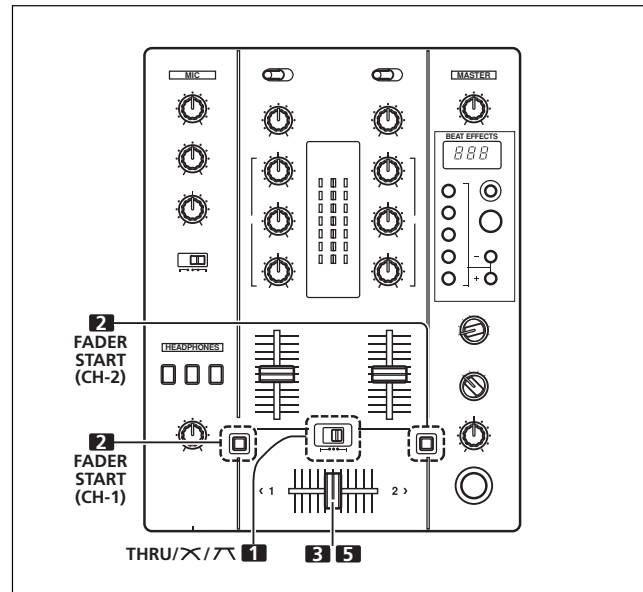 MIC
MASTER
BEAT EFFECTS
888
–
+
2
FADER
START
(CH-2)
HEADPHONES
2
FADER
START
(CH-1)
‹ 1
2 ›
THRU/ / 1
3 5